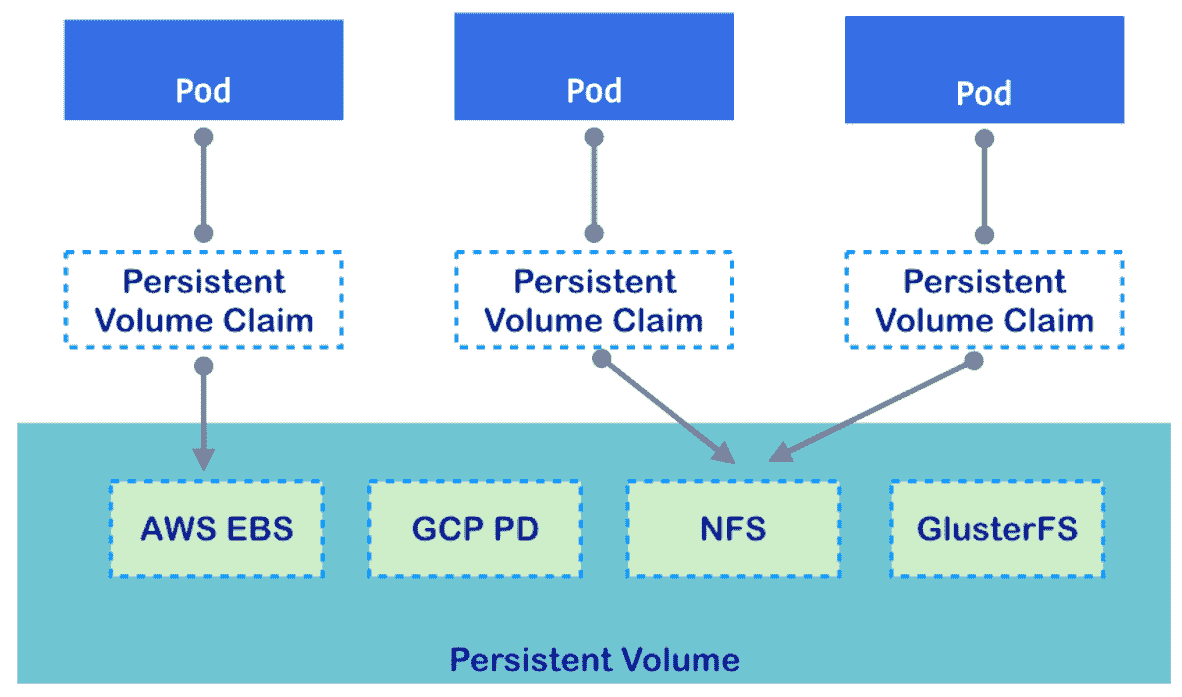 Pod
Pod
Pod
Persistent
Volume Claim
Persistent
Volume Claim
Persistent
Volume Claim
AWS EBS
GCP PD
NFS
GlusterFS
Persistent Volume